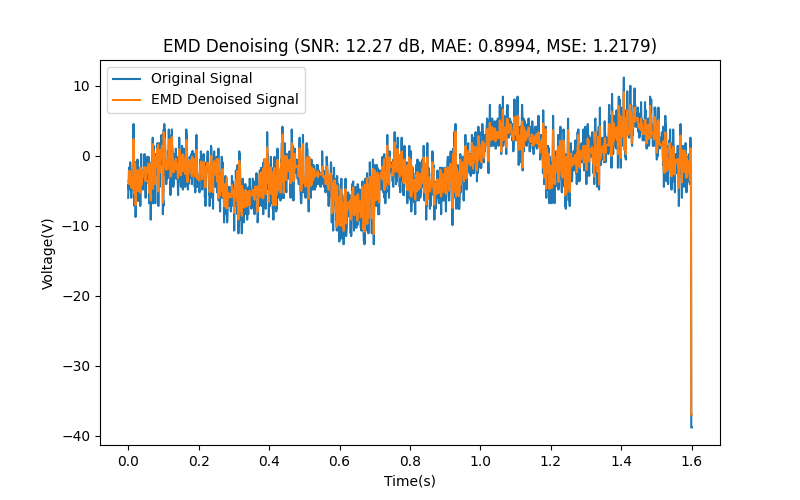 EMD Denoising (SNR: 12.27 dB, MAE: 0.8994, MSE: 1.2179)
Original Signal
EMD Denoised Signal
10
0
−10
−20
−30
−40
Voltage(V)
0.0 0.2 0.4 0.6 0.8 1.0 1.2 1.4 1.6
Time(s)